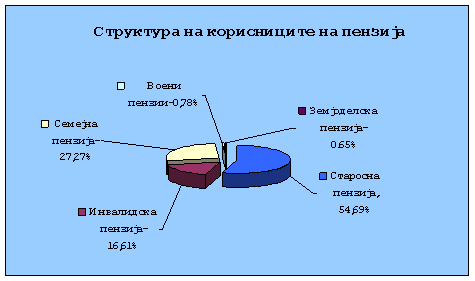 Структура на корисниците на пензија
Воени
пензии-0,78%
Земјделска
пензија-
0.65%
Семејна
пензија-
27,27%
Старосна
пензија,
54,69%
Инвалидска
пензија-
16,61%